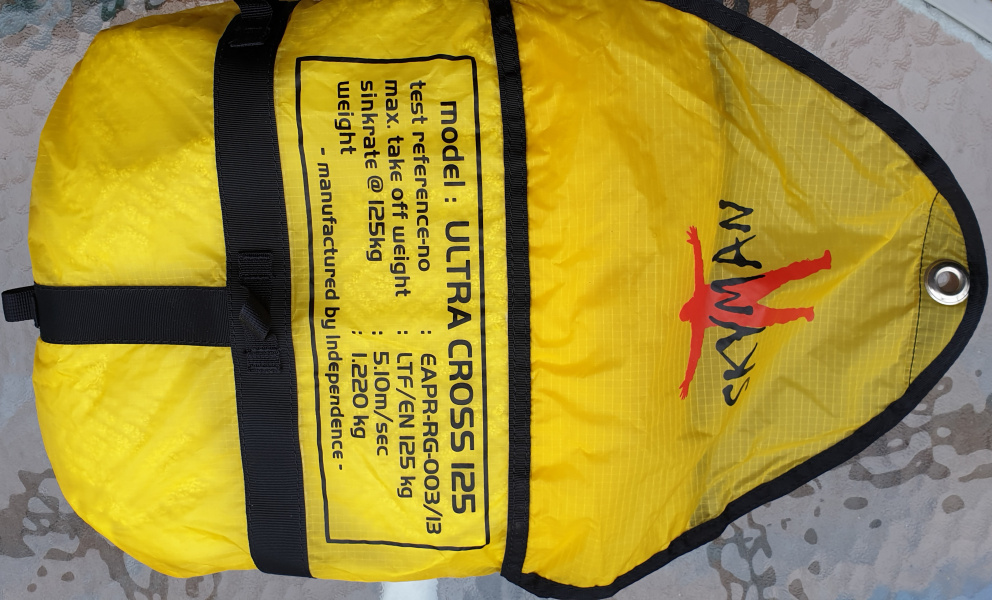 SKYMAN
model : ULTRA CROSS 125
test reference-no : EAPR-RG-003/13
max. take off weight : LTF/EN 125 kg
sinkrate @ 125kg : 5.10m/sec
weight : 1.220 kg
- manufactured by Independence -